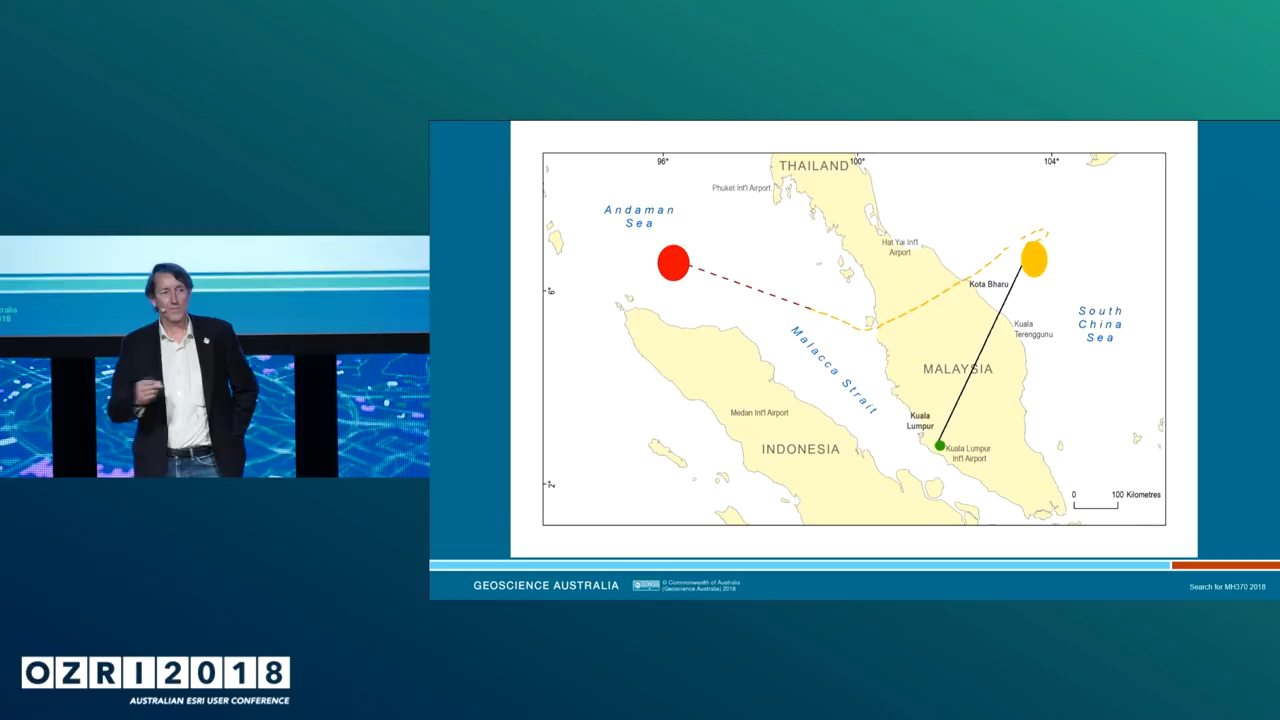 96°
100°
104°
THAILAND
Phuket Int'l Airport
Andaman
Sea
Hat Yai Int'l
Airport
6°
Kota Bharu
South
China
Sea
Kuala
Terengganu
Malacca Strait
MALAYSIA
Medan Int'l Airport
Kuala
Lumpur
INDONESIA
Kuala Lumpur
Int'l Airport
2°
0 100 Kilometres
GEOSCIENCE AUSTRALIA
© Commonwealth of Australia
(Geoscience Australia) 2018
Search for MH370 2018
OZRI2018
AUSTRALIAN ESRI USER CONFERENCE